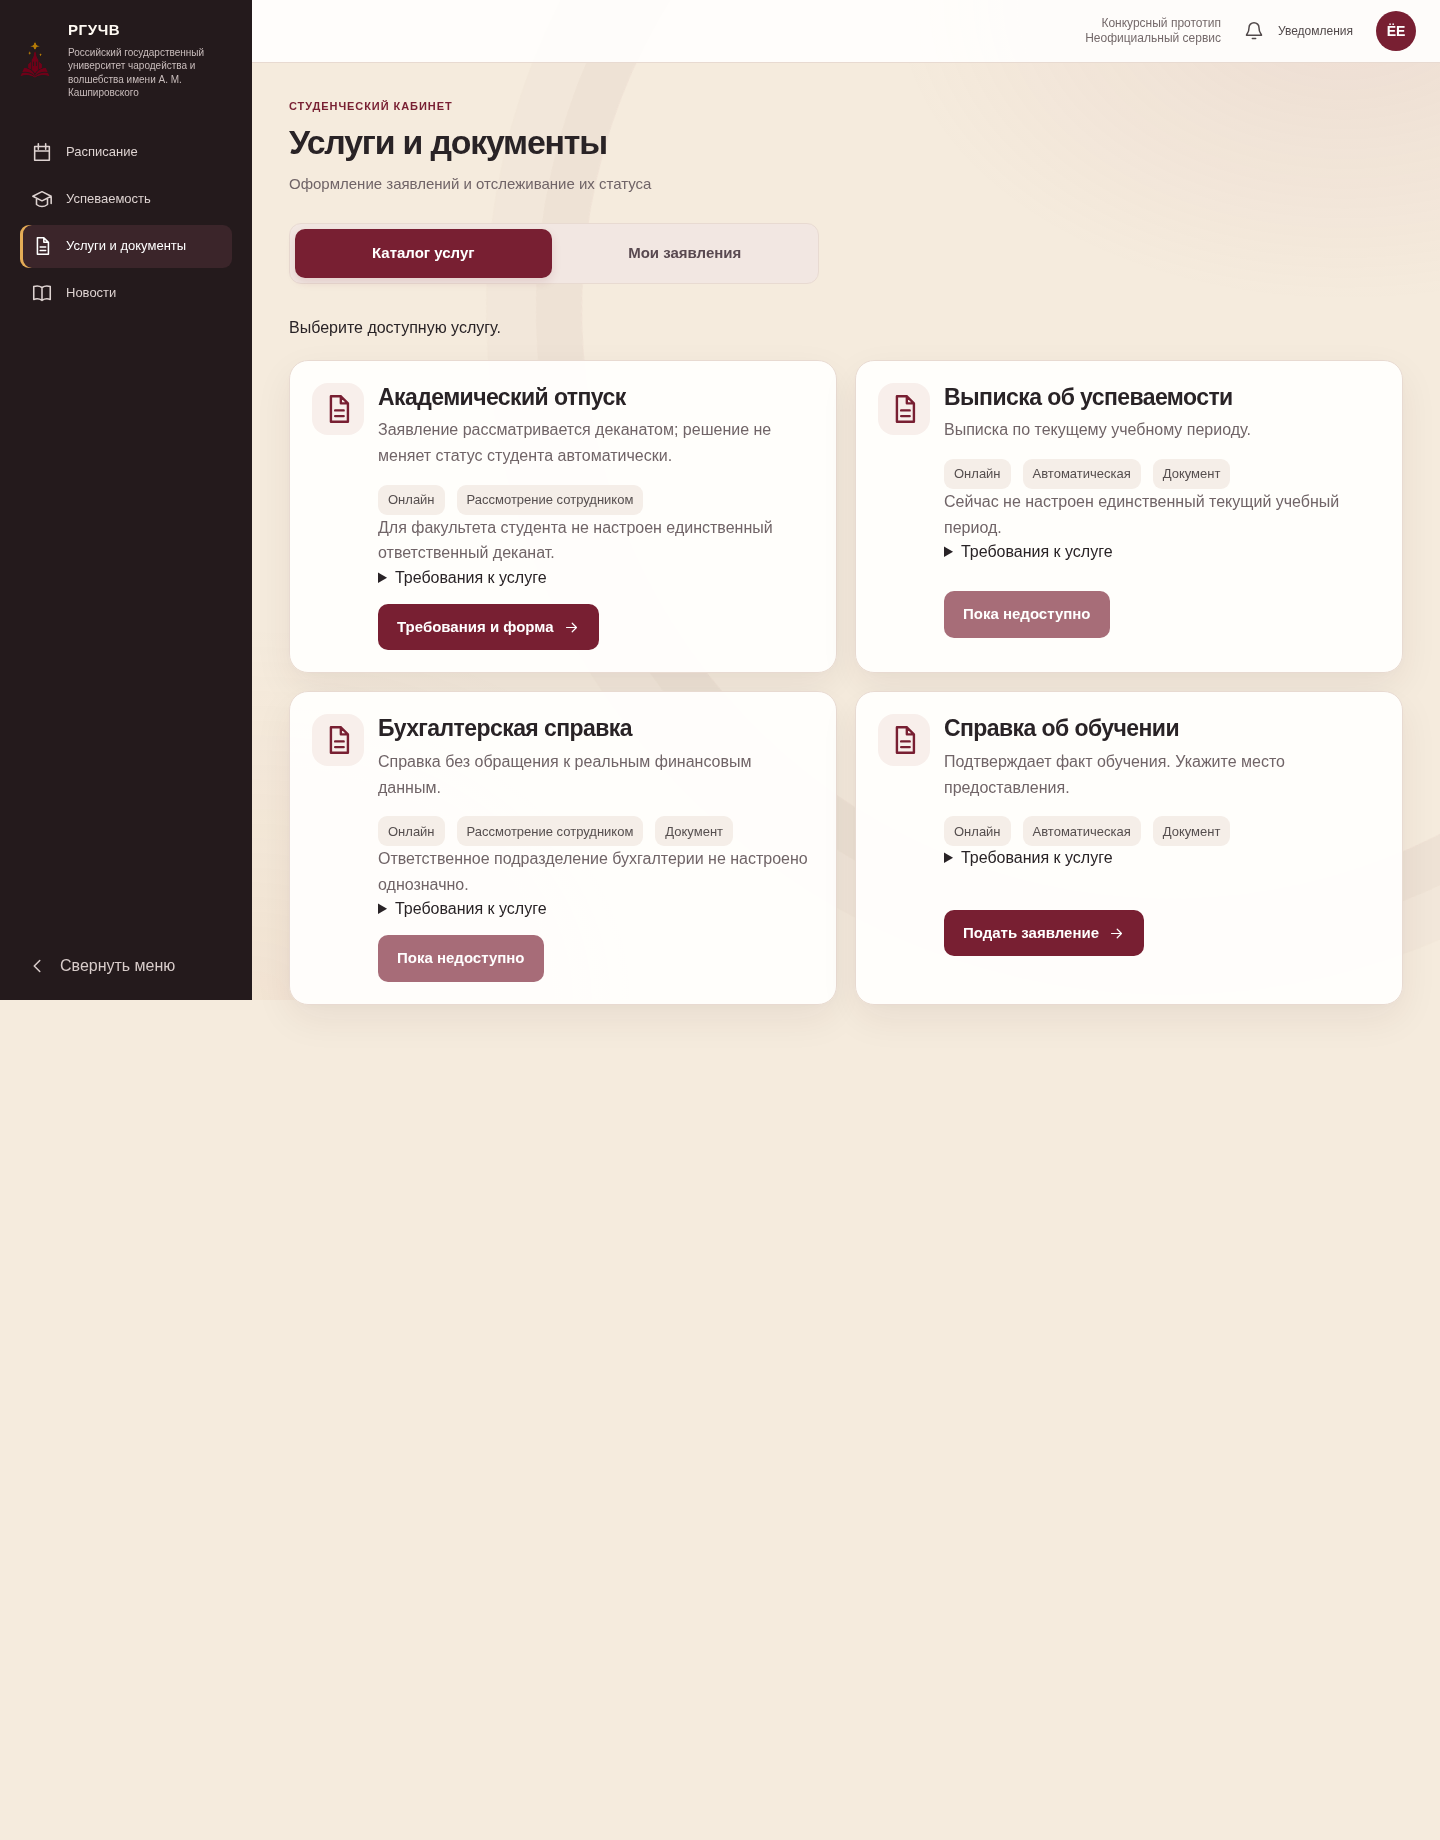 РГУЧВ
Российский государственный
университет чародейства и
волшебства имени А. М.
Кашпировского
Расписание
Успеваемость
Услуги и документы
Новости
Свернуть меню
Конкурсный прототип
Неофициальный сервис
Уведомления
ЁЕ
СТУДЕНЧЕСКИЙ КАБИНЕТ
Услуги и документы
Оформление заявлений и отслеживание их статуса
Каталог услуг
Мои заявления
Выберите доступную услугу.
Академический отпуск
Заявление рассматривается деканатом; решение не
меняет статус студента автоматически.
Онлайн
Рассмотрение сотрудником
Для факультета студента не настроен единственный
ответственный деканат.
Требования к услуге
Требования и форма
Выписка об успеваемости
Выписка по текущему учебному периоду.
Онлайн
Автоматическая
Документ
Сейчас не настроен единственный текущий учебный
период.
Требования к услуге
Пока недоступно
Бухгалтерская справка
Справка без обращения к реальным финансовым
данным.
Онлайн
Рассмотрение сотрудником
Документ
Ответственное подразделение бухгалтерии не настроено
однозначно.
Требования к услуге
Пока недоступно
Справка об обучении
Подтверждает факт обучения. Укажите место
предоставления.
Онлайн
Автоматическая
Документ
Требования к услуге
Подать заявление